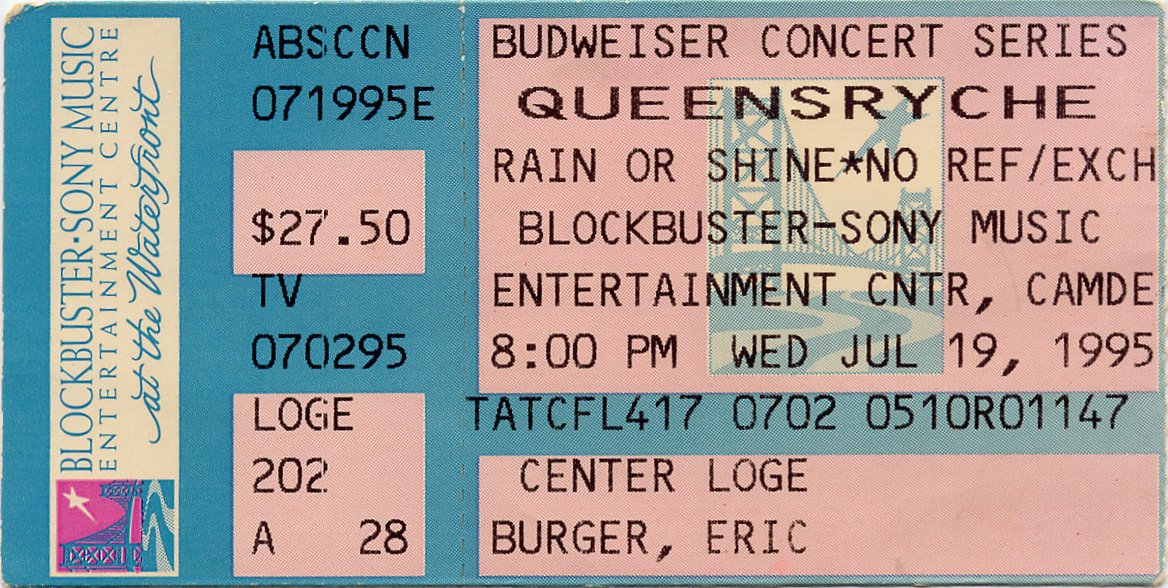 BLOCKBUSTER·SONY MUSIC
ENTERTAINMENT CENTRE
at the Waterfront
ABSCCN
071995E
$27.50
TV
070295
LOGE
202
A 28
BUDWEISER CONCERT SERIES
QUEENSRYCHE
RAIN OR SHINE*NO REF/EXCH
BLOCKBUSTER-SONY MUSIC
ENTERTAINMENT CNTR, CAMDE
8:00 PM WED JUL 19, 1995
TATCFL417 0702 0510RO1147
CENTER LOGE
BURGER, ERIC